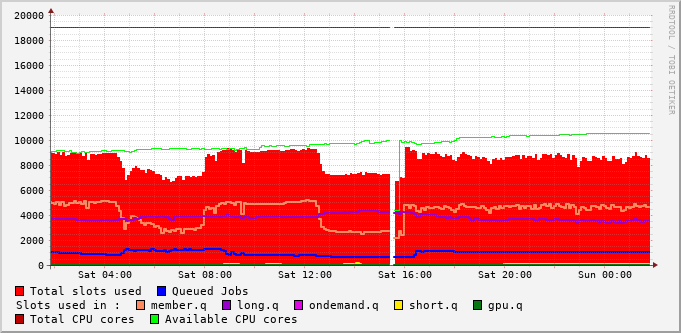 20000
18000
16000
14000
12000
10000
8000
6000
4000
2000
0
Sat 04:00 Sat 08:00 Sat 12:00 Sat 16:00 Sat 20:00 Sun 00:00
RRDTOOL / TOBI OETIKER
Total slots used Queued Jobs
Slots used in : member.q long.q ondemand.q short.q gpu.q
Total CPU cores Available CPU cores